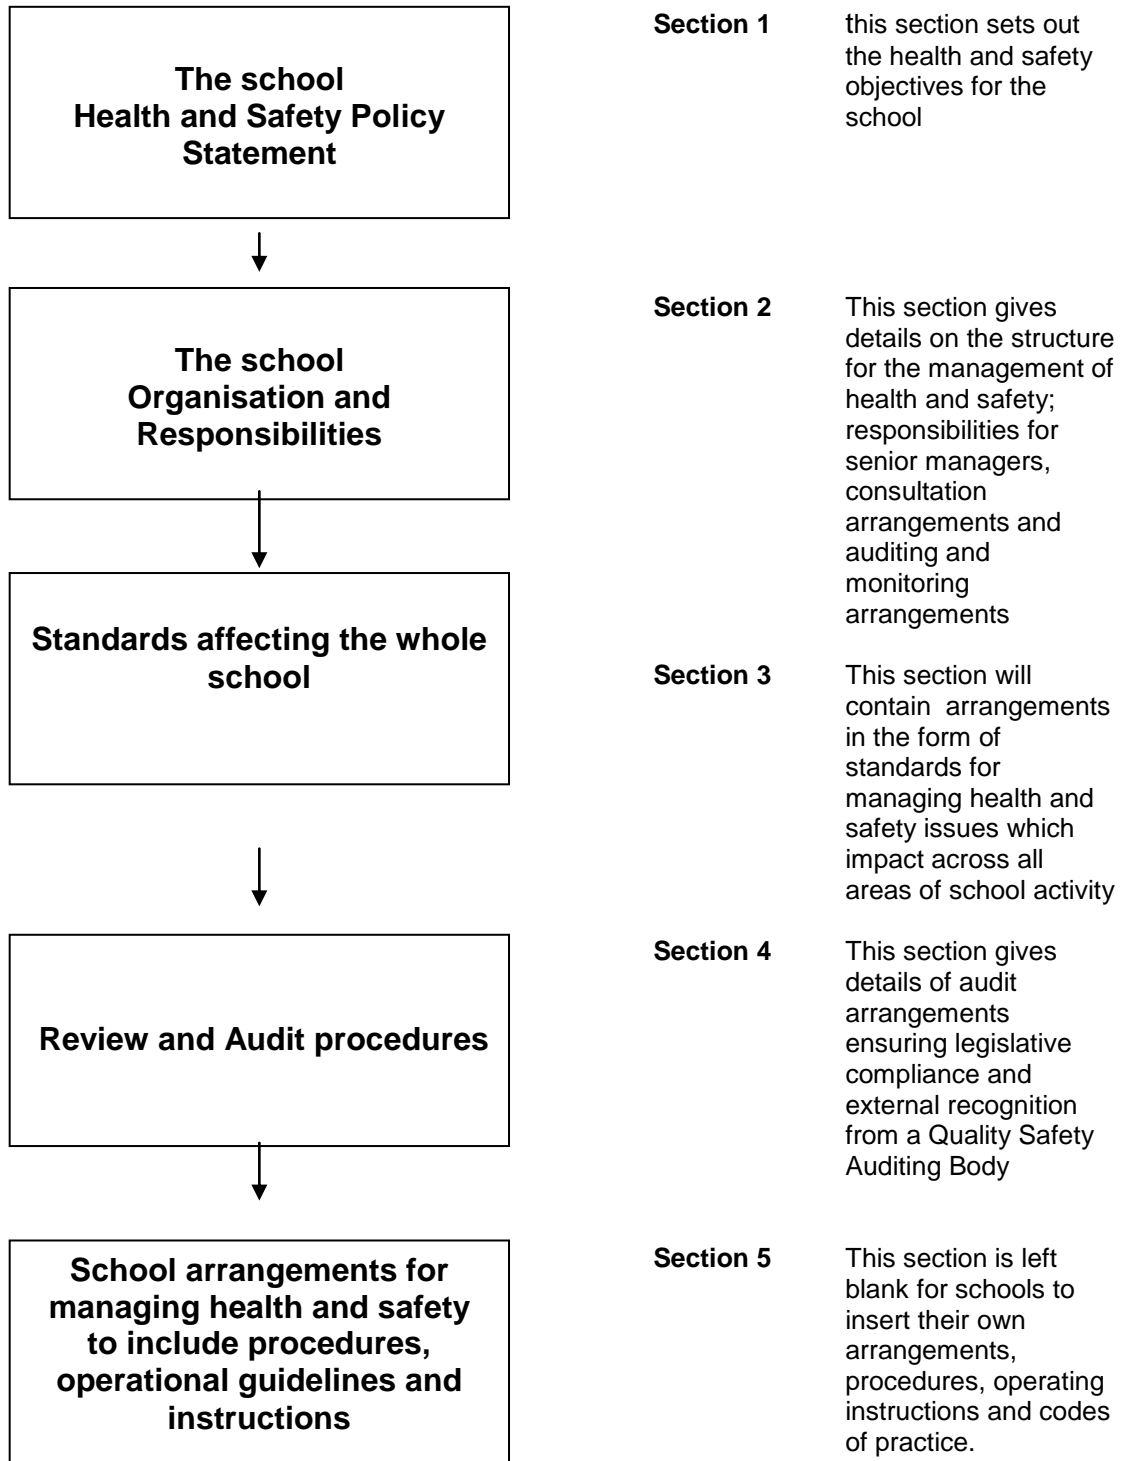 The school
Health and Safety Policy
Statement
Section 1
this section sets out
the health and safety
objectives for the
school
The school
Organisation and
Responsibilities
Section 2
This section gives
details on the structure
for the management of
health and safety;
responsibilities for
senior managers,
consultation
arrangements and
auditing and
monitoring
arrangements
Standards affecting the whole
school
Section 3
This section will
contain arrangements
in the form of
standards for
managing health and
safety issues which
impact across all
areas of school activity
Review and Audit procedures
Section 4
This section gives
details of audit
arrangements
ensuring legislative
compliance and
external recognition
from a Quality Safety
Auditing Body
School arrangements for
managing health and safety
to include procedures,
operational guidelines and
instructions
Section 5
This section is left
blank for schools to
insert their own
arrangements,
procedures, operating
instructions and codes
of practice.